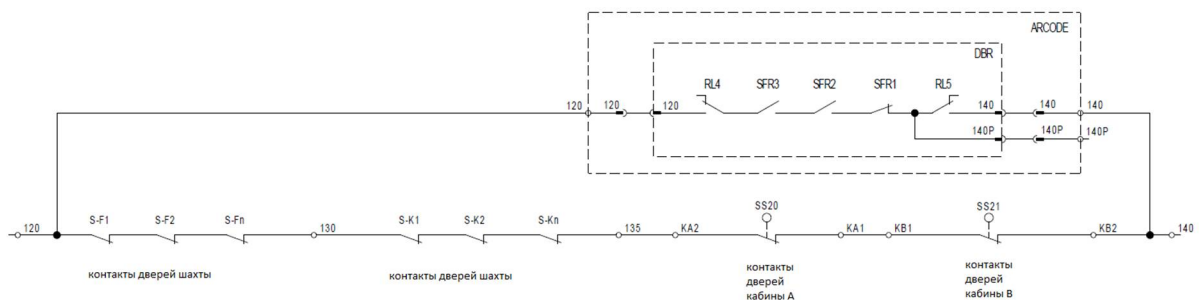 ARCODE
DBR
RL4 SFR3 SFR2 SFR1 RL5
120 120 120 140 140 140
140P 140P 140P
S-F1 S-F2 S-Fn S-K1 S-K2 S-Kn SS20 SS21
120 130 135 KA2 KA1 KB1 KB2 140
контакты дверей шахты
контакты дверей шахты
контакты
дверей
кабины А
контакты
дверей
кабины В